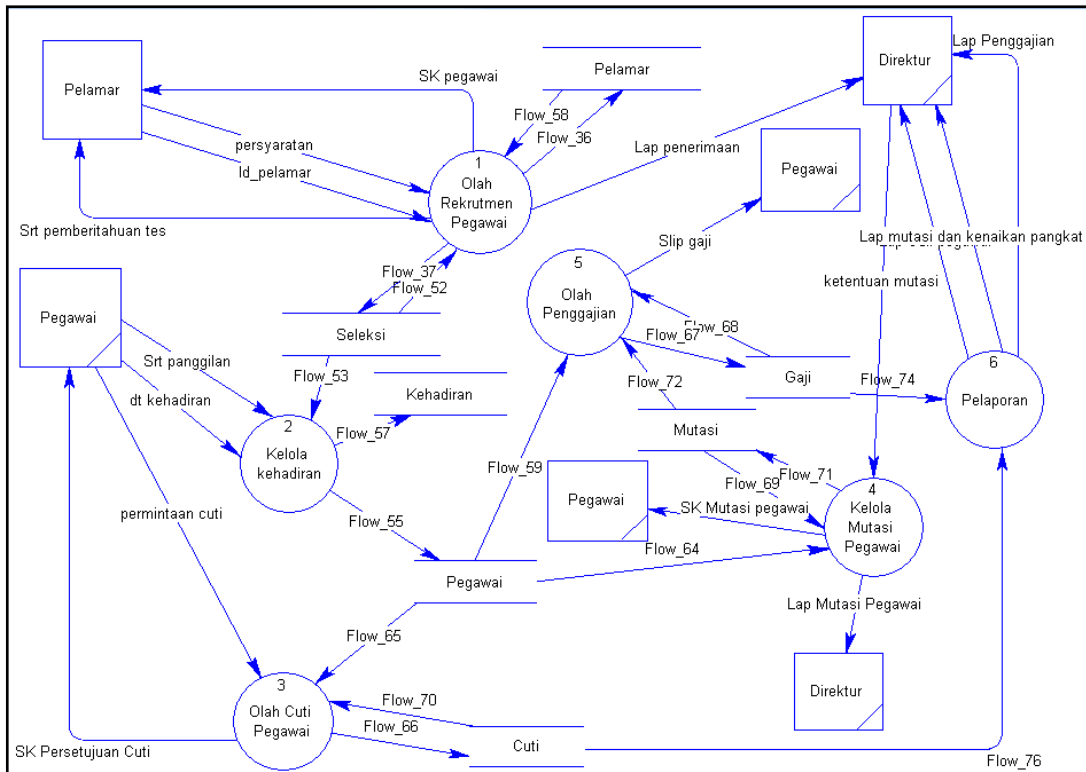 Lap Penggajian
Direktur
Pelamar
SK pegawai
Pelamar
Flow_58
Flow_36
persyaratan
Id_pelamar
Lap penerimaan
1
Olah
Rekrutmen
Pegawai
Pegawai
Srt pemberitahuan tes
Slip gaji
Lap mutasi dan kenaikan pangkat
ketentuan mutasi
Flow_37
Flow_52
5
Olah
Penggajian
Pegawai
Seleksi
Flow_68
Flow_67
Srt panggilan
Flow_53
dt kehadiran
Kehadiran
Flow_72
Gaji
Flow_74
6
Pelaporan
2
Kelola
kehadiran
Flow_57
Mutasi
Flow_59
Flow_71
Flow_69
4
Kelola
Mutasi
Pegawai
Pegawai
SK Mutasi pegawai
permintaan cuti
Flow_55
Flow_64
Pegawai
Lap Mutasi Pegawai
Flow_65
3
Olah Cuti
Pegawai
Flow_70
Flow_66
Direktur
Cuti
SK Persetujuan Cuti
Flow_76